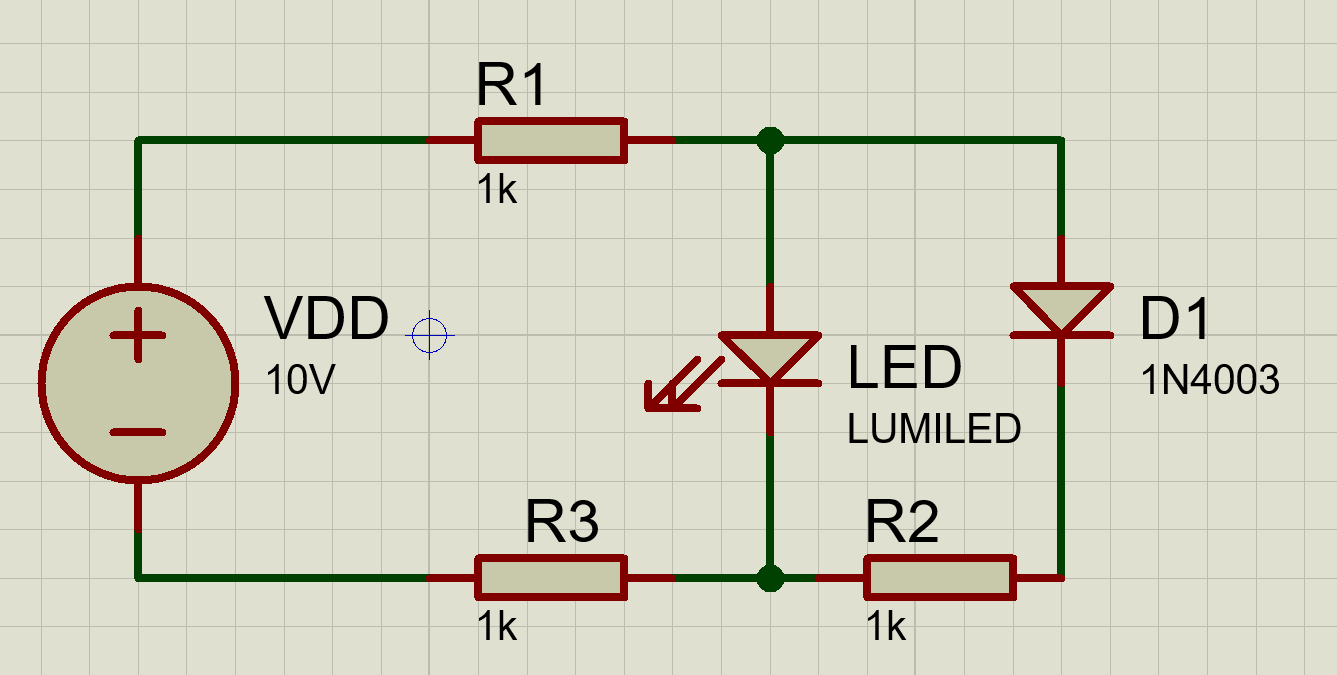 R1
1k
VDD
10V
LED
LUMILED
D1
1N4003
R3
1k
R2
1k